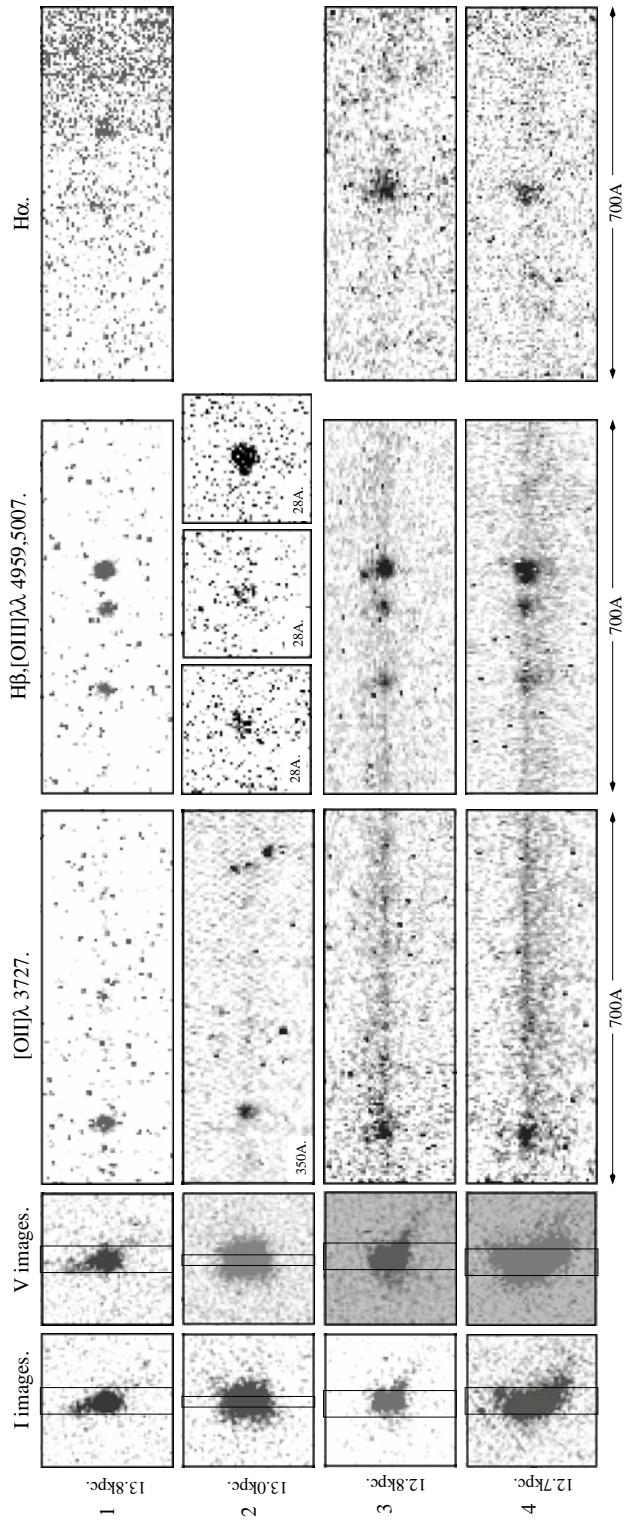 I images.
V images.
[OII]λ 3727.
Hβ,[OIII]λλ 4959,5007.
Hα.
1
13.8kpc.
2
13.0kpc.
350A.
28A.
28A.
28A.
3
12.8kpc.
4
12.7kpc.
700A
700A
700A